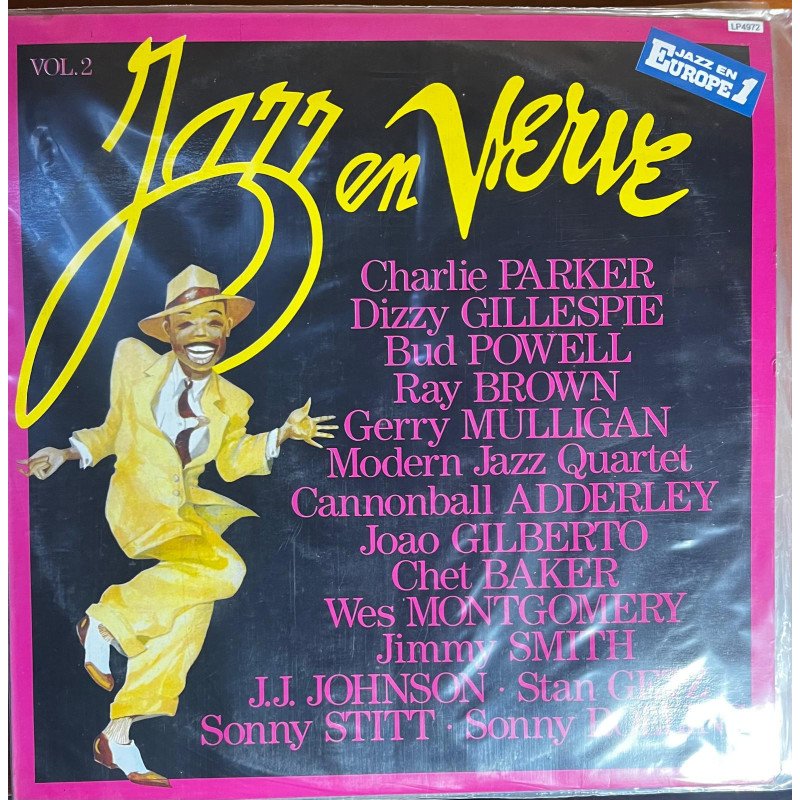 LP4972
VOL.2
Jazz en VERVE
JAZZ EN
EUROPE 1
Charlie PARKER
Dizzy GILLESPIE
Bud POWELL
Ray BROWN
Gerry MULLIGAN
Modern Jazz Quartet
Cannonball ADDERLEY
Joao GILBERTO
Chet BAKER
Wes MONTGOMERY
Jimmy SMITH
J.J. JOHNSON · Stan GETZ
Sonny STITT · Sonny